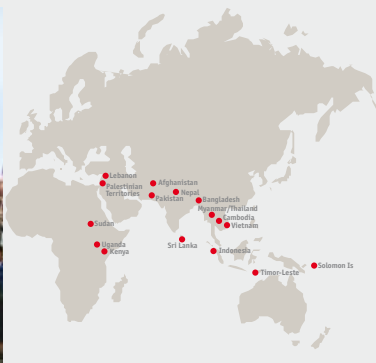 Lebanon
Palestinian
Territories
Afghanistan
Nepal
Pakistan
Bangladesh
Myanmar/Thailand
Cambodia
Vietnam
Sudan
Uganda
Kenya
Sri Lanka
Indonesia
Timor-Leste
Solomon Is